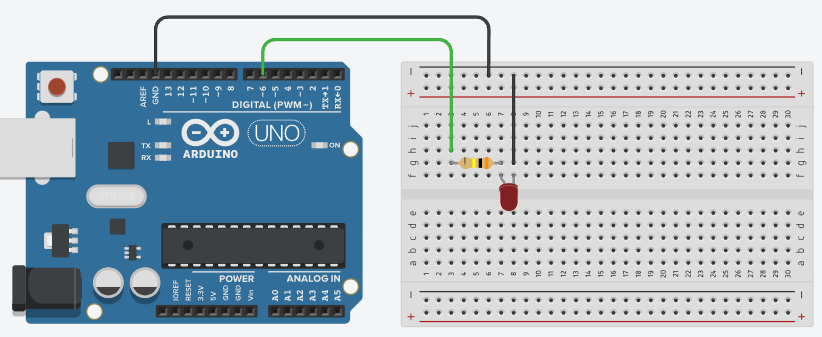 AREF
GND
13
12
~11
~10
~9
8
7
~6
~5
4
~3
2
TX→1
RX←0
DIGITAL (PWM~)
L
TX
RX
UNO
ON
ARDUINO
POWER
ANALOG IN
IOREF
RESET
3.3V
5V
GND
GND
Vin
A0
A1
A2
A3
A4
A5
− −
+ +
1 2 3 4 5 6 7 8 9 10 11 12 13 14 15 16 17 18 19 20 21 22 23 24 25 26 27 28 29 30
j j
i i
h h
g g
f f
e e
d d
c c
b b
a a
1 2 3 4 5 6 7 8 9 10 11 12 13 14 15 16 17 18 19 20 21 22 23 24 25 26 27 28 29 30
− −
+ +